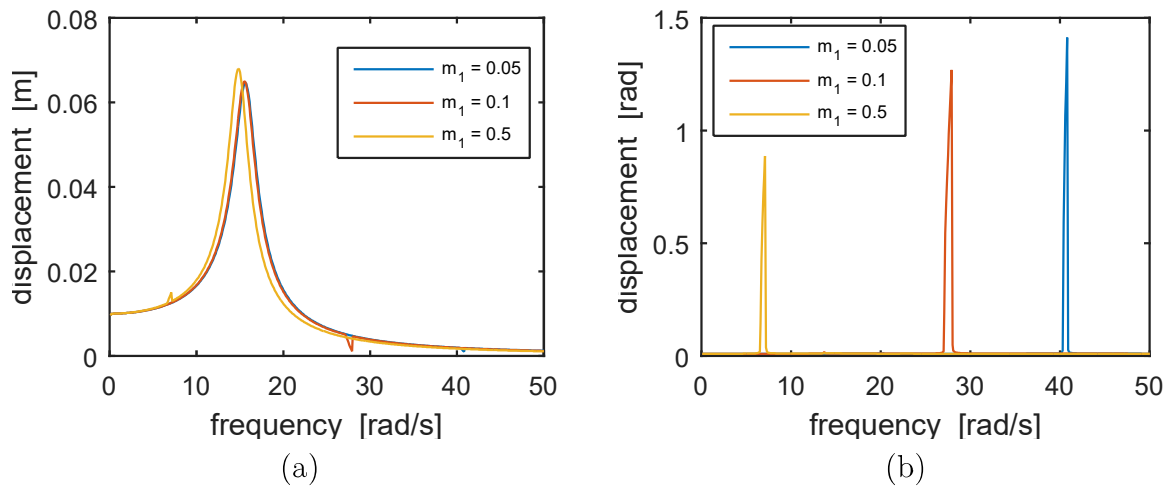 0.08
0.06
0.04
0.02
0
displacement [m]
m1 = 0.05
m1 = 0.1
m1 = 0.5
0 10 20 30 40 50
frequency [rad/s]
(a)
1.5
1
0.5
0
displacement [rad]
m1 = 0.05
m1 = 0.1
m1 = 0.5
0 10 20 30 40 50
frequency [rad/s]
(b)